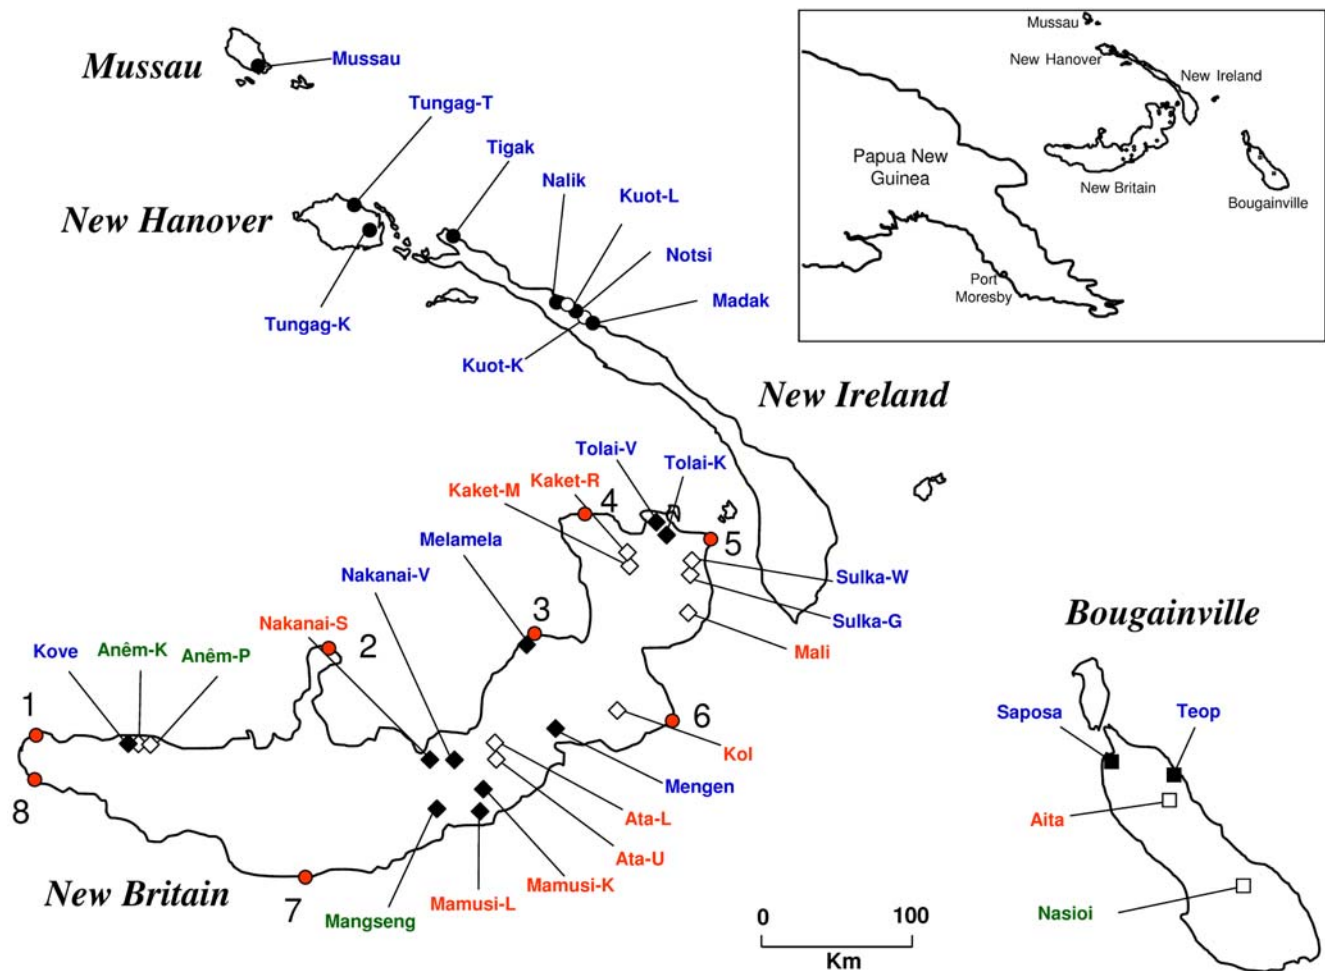 Mussau
Mussau
Tungag-T
Tigak
Nalik
Kuot-L
New Hanover
Notsi
Madak
Tungag-K
Kuot-K
New Ireland
Mussau
New Hanover
New Ireland
Papua New
Guinea
New Britain
Bougainville
Port
Moresby
Tolai-V
Tolai-K
Kaket-R
Kaket-M
4
5
Melamela
Nakanai-V
Sulka-W
3
Sulka-G
Nakanai-S
2
Mali
Kove
Anêm-K
Anêm-P
1
6
Kol
8
Mengen
Ata-L
Ata-U
Mamusi-K
New Britain
7
Mamusi-L
Mangseng
Bougainville
Saposa
Teop
Aita
Nasioi
0
100
Km